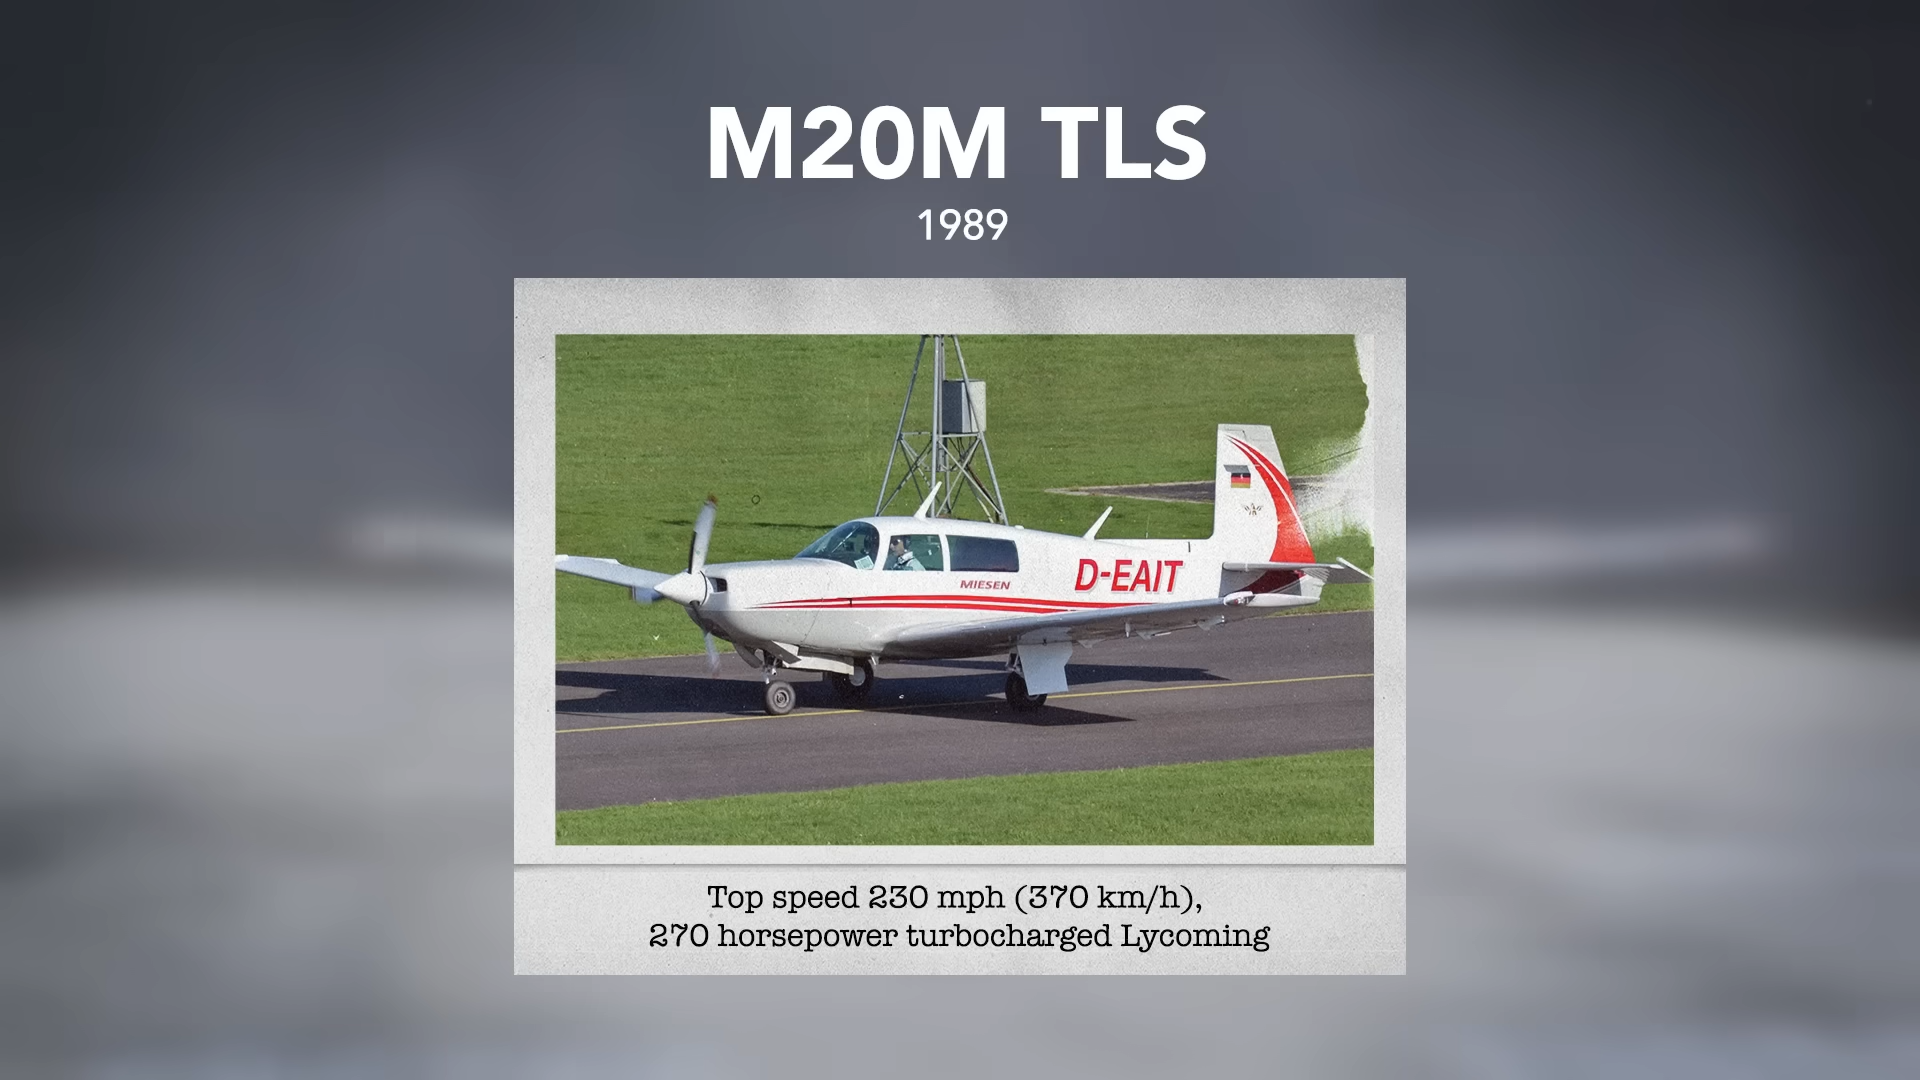 M20M TLS
1989
MIESEN
D-EAIT
Top speed 230 mph (370 km/h),
270 horsepower turbocharged Lycoming